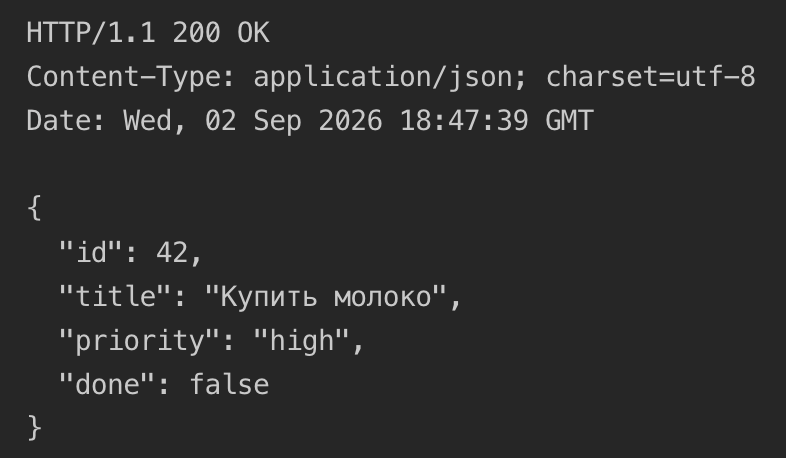 HTTP/1.1 200 OK
Content-Type: application/json; charset=utf-8
Date: Wed, 02 Sep 2026 18:47:39 GMT

{
  "id": 42,
  "title": "Купить молоко",
  "priority": "high",
  "done": false
}